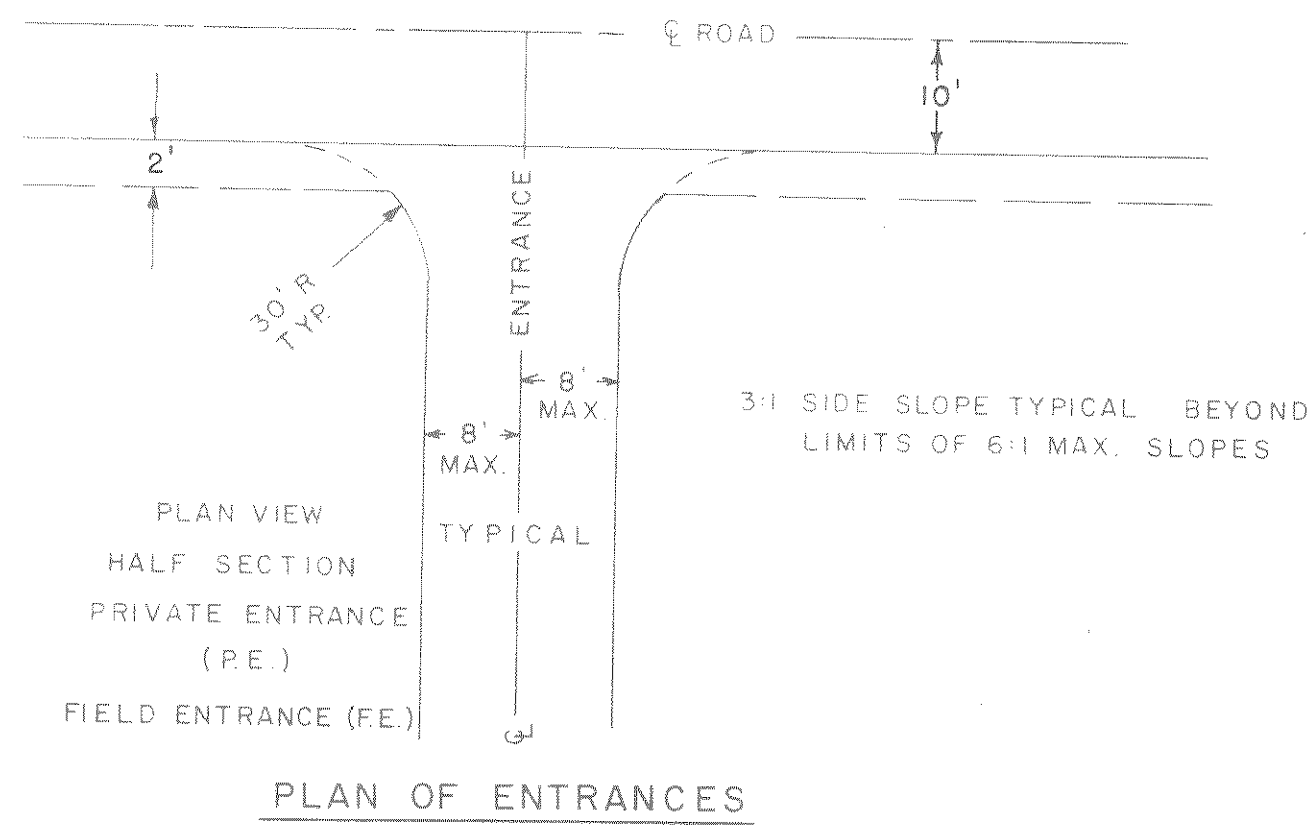 ℄ ROAD
10'
2'
ENTRANCE
30' R
TYP.
8'
MAX.
8'
MAX.
3:1 SIDE SLOPE TYPICAL BEYOND
LIMITS OF 6:1 MAX. SLOPES
TYPICAL
PLAN VIEW
HALF SECTION
PRIVATE ENTRANCE
(P.E.)
FIELD ENTRANCE (F.E.)
℄
PLAN OF ENTRANCES